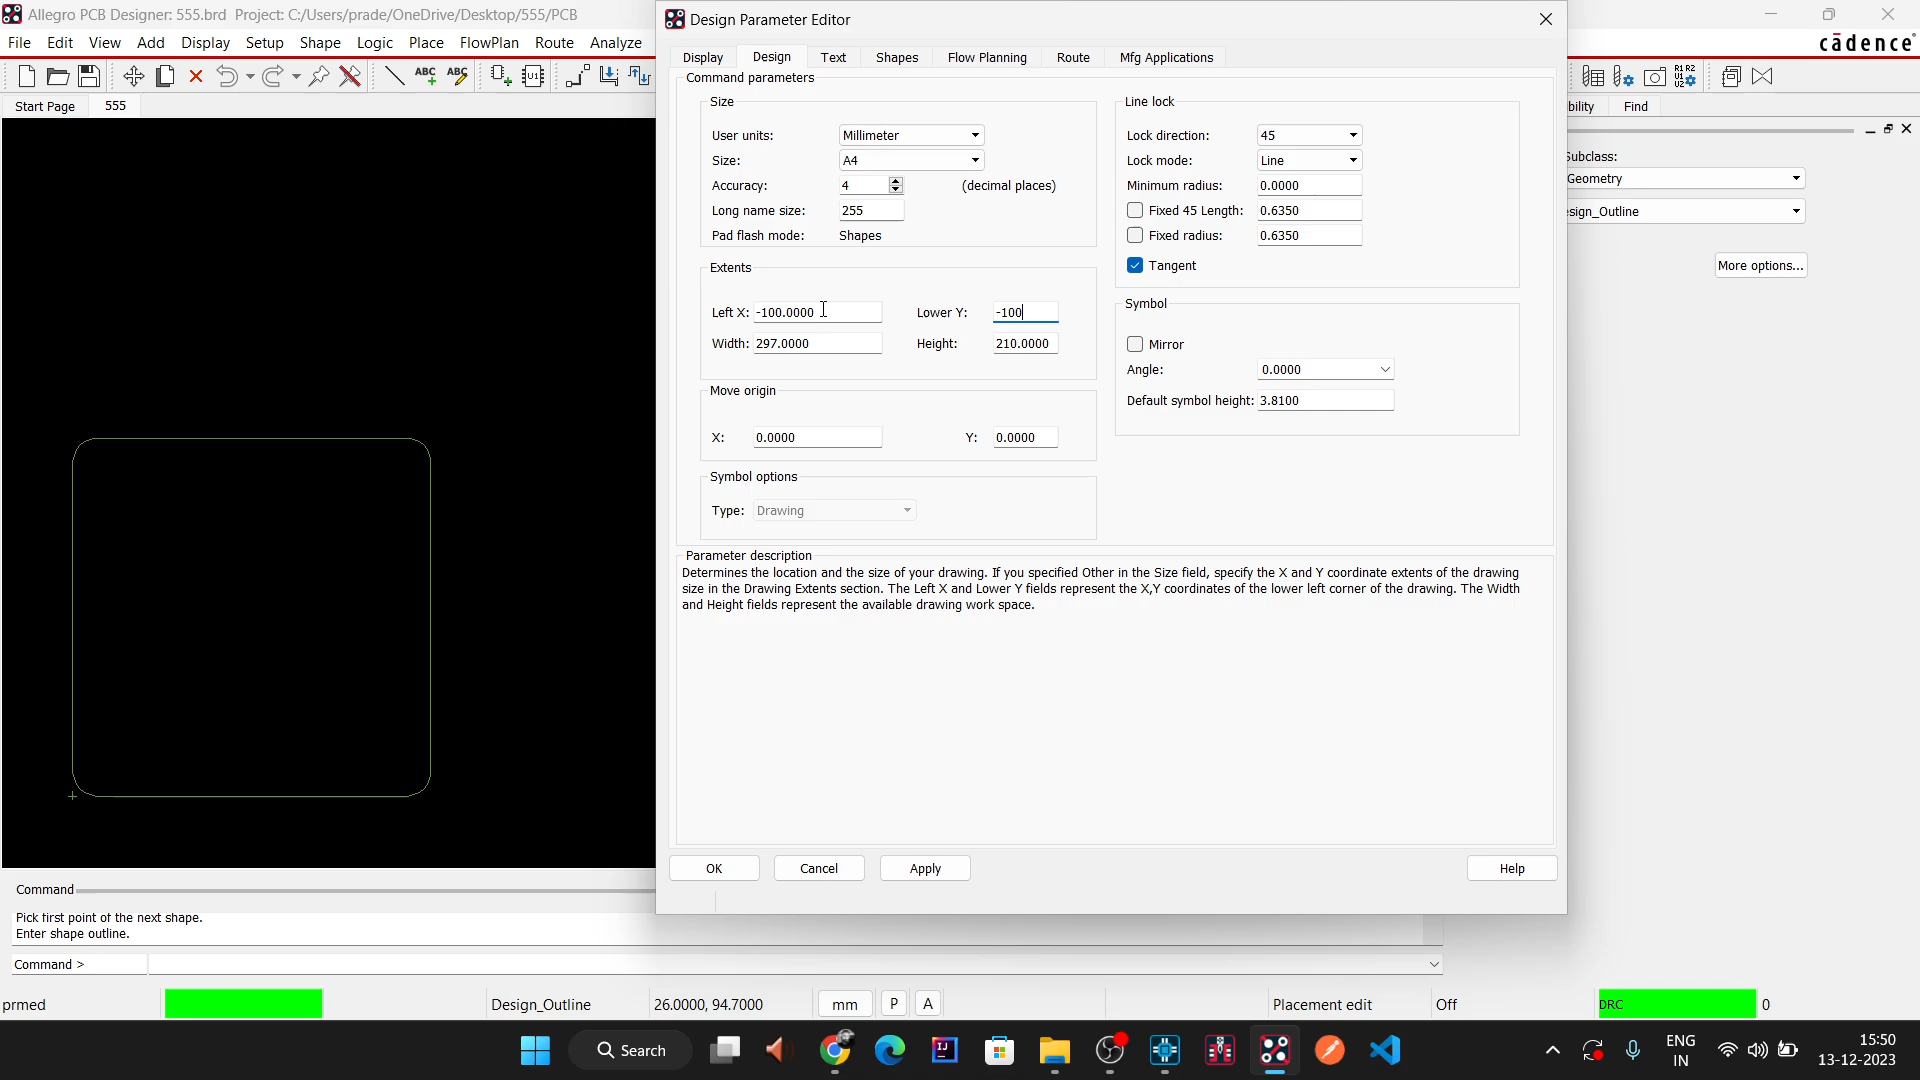 Allegro PCB Designer: 555.brd Project: C:/Users/prade/OneDrive/Desktop/555/PCB
File Edit View Add Display Setup Shape Logic Place FlowPlan Route Analyze
Start Page 555
Design Parameter Editor
Display Design Text Shapes Flow Planning Route Mfg Applications
Command parameters
Size
User units: Millimeter
Size: A4
Accuracy: 4 (decimal places)
Long name size: 255
Pad flash mode: Shapes
Extents
Left X: -100.0000 Lower Y: -100
Width: 297.0000 Height: 210.0000
Move origin
X: 0.0000 Y: 0.0000
Symbol options
Type: Drawing
Line lock
Lock direction: 45
Lock mode: Line
Minimum radius: 0.0000
Fixed 45 Length: 0.6350
Fixed radius: 0.6350
Tangent
Symbol
Mirror
Angle: 0.0000
Default symbol height: 3.8100
Parameter description
Determines the location and the size of your drawing. If you specified Other in the Size field, specify the X and Y coordinate extents of the drawing
size in the Drawing Extents section. The Left X and Lower Y fields represent the X,Y coordinates of the lower left corner of the drawing. The Width
and Height fields represent the available drawing work space.
OK Cancel Apply Help
cādence
bility Find
Subclass:
Geometry
esign_Outline
More options...
Command
Pick first point of the next shape.
Enter shape outline.
Command >
prmed Design_Outline 26.0000, 94.7000 mm P A Placement edit Off DRC 0
Search
ENG
IN
15:50
13-12-2023